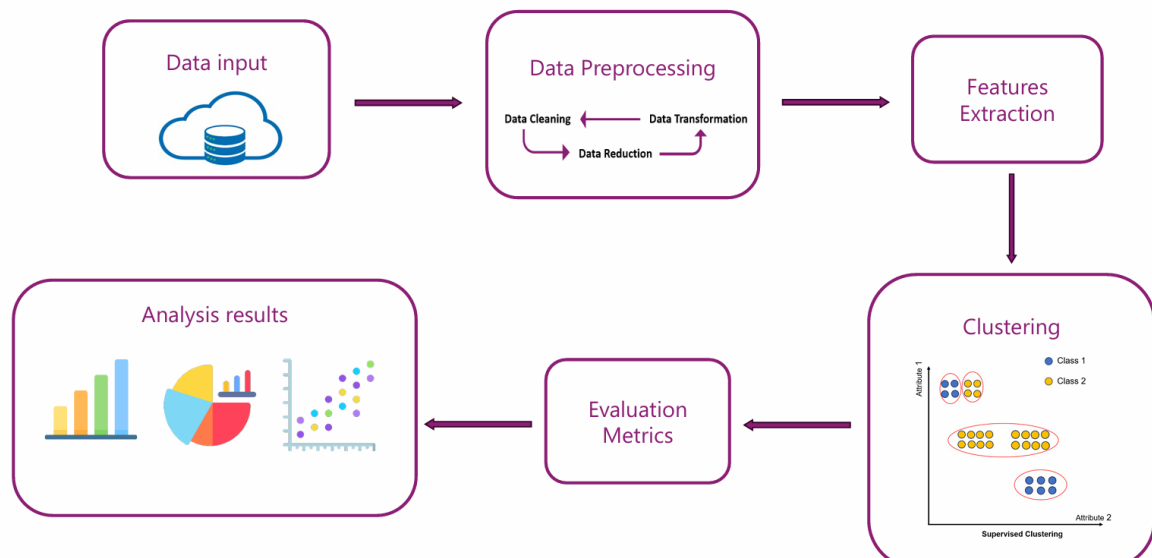 Data input
Data Preprocessing
Data Cleaning
Data Transformation
Data Reduction
Features
Extraction
Analysis results
Evaluation
Metrics
Clustering
Class 1
Class 2
Attribute 1
Attribute 2
Supervised Clustering